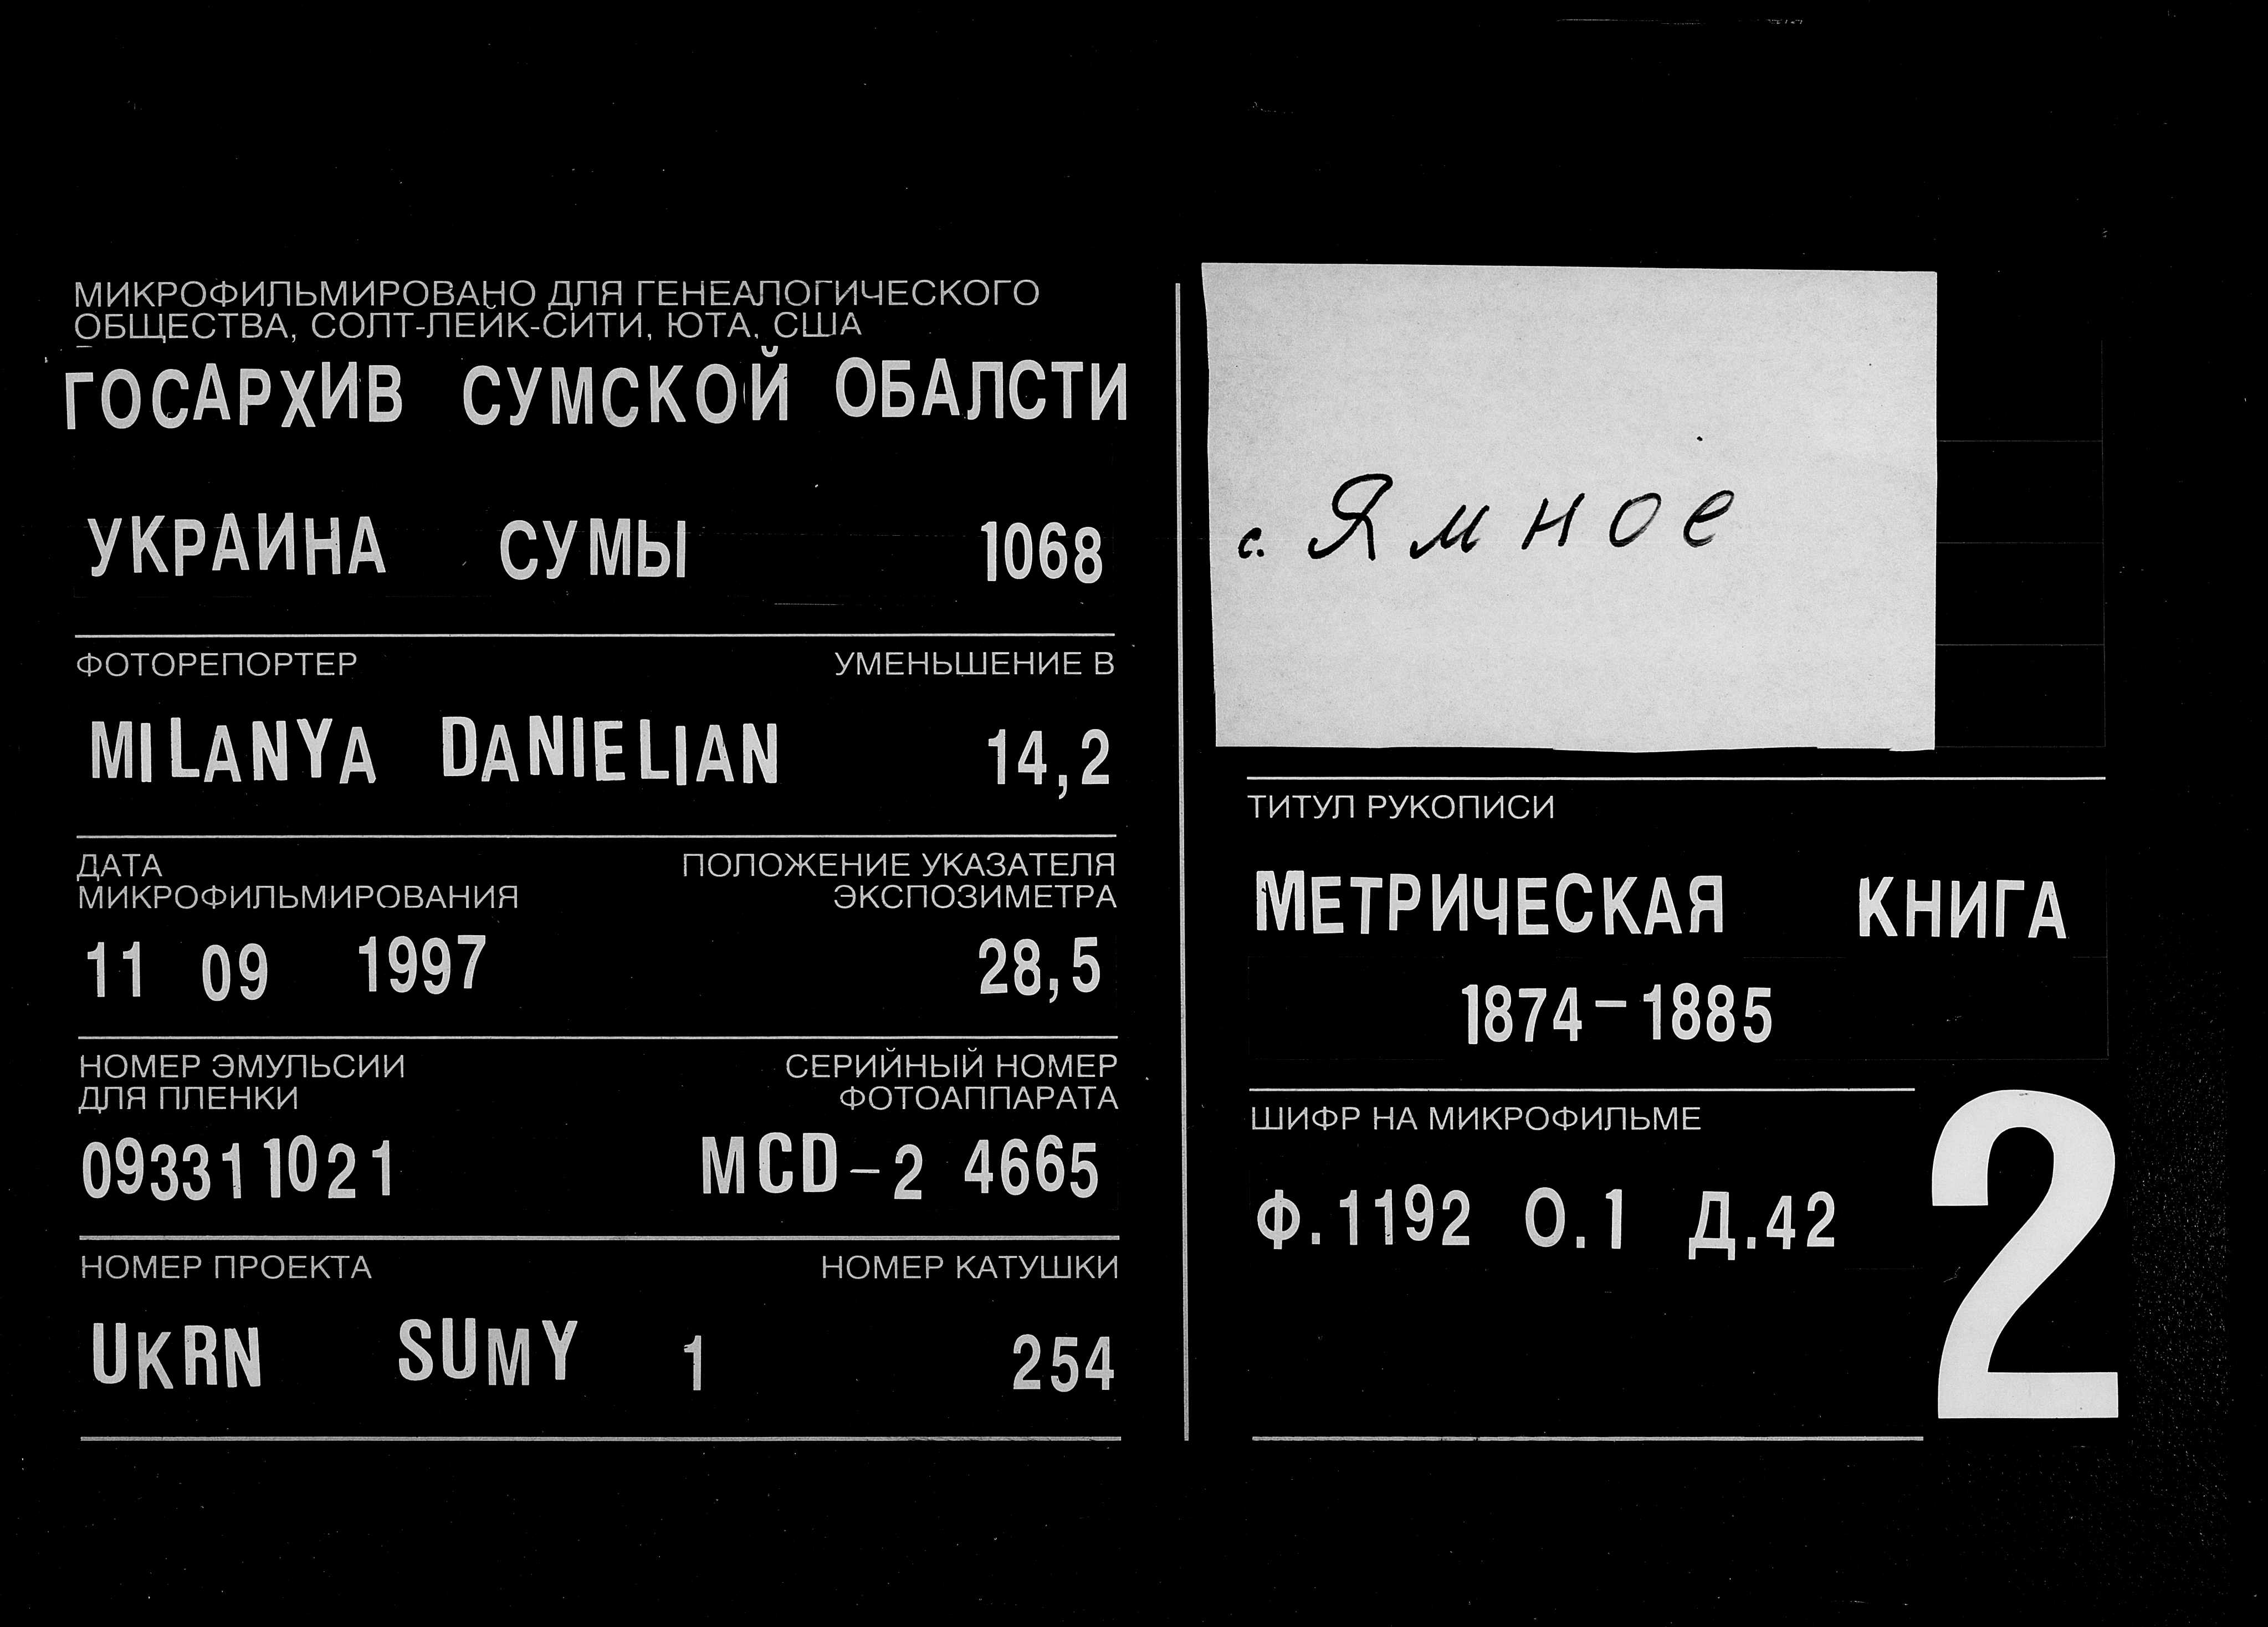 МИКРОФИЛЬМИРОВАНО ДЛЯ ГЕНЕАЛОГИЧЕСКОГО
ОБЩЕСТВА, СОЛТ-ЛЕЙК-СИТИ, ЮТА, США
ГОСАРХИВ СУМСКОЙ ОБАЛСТИ
УКРАИНА СУМЫ 1068
ФОТОРЕПОРТЕР УМЕНЬШЕНИЕ В
MILANYA DANIELIAN 14,2
ДАТА ПОЛОЖЕНИЕ УКАЗАТЕЛЯ
МИКРОФИЛЬМИРОВАНИЯ ЭКСПОЗИМЕТРА
11 09 1997 28,5
НОМЕР ЭМУЛЬСИИ СЕРИЙНЫЙ НОМЕР
ДЛЯ ПЛЕНКИ ФОТОАППАРАТА
093311021 MCD-2 4665
НОМЕР ПРОЕКТА НОМЕР КАТУШКИ
UKRN SUMY 1 254
с. Ямное
ТИТУЛ РУКОПИСИ
МЕТРИЧЕСКАЯ КНИГА
1874-1885
ШИФР НА МИКРОФИЛЬМЕ
Ф.1192 О.1 Д.42
2